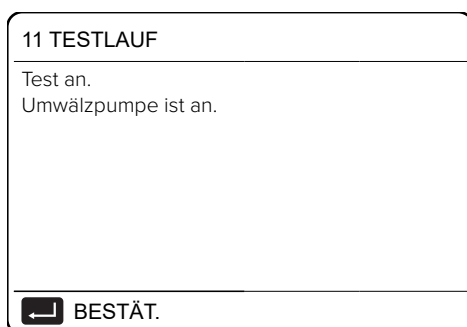 11 TESTLAUF
Test an.
Umwälzpumpe ist an.
BESTÄT.